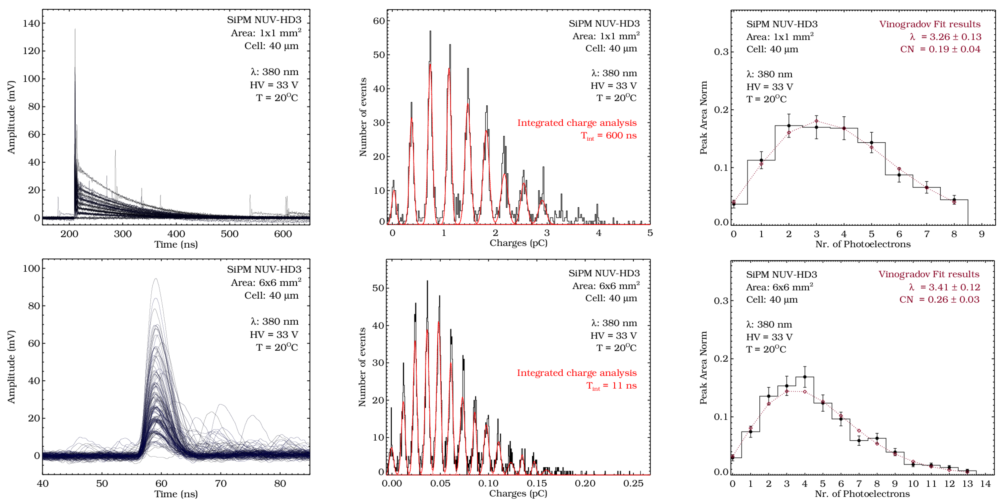 SiPM NUV-HD3
Area: 1x1 mm²
Cell: 40 µm
λ: 380 nm
HV = 33 V
T = 20ᴼC
Amplitude (mV)
140
120
100
80
60
40
20
0
200 300 400 500 600
Time (ns)
SiPM NUV-HD3
Area: 1x1 mm²
Cell: 40 µm
λ: 380 nm
HV = 33 V
T = 20ᴼC
Integrated charge analysis
Tint = 600 ns
Number of events
60
50
40
30
20
10
0
0 1 2 3 4 5
Charges (pC)
SiPM NUV-HD3
Area: 1x1 mm²
Cell: 40 µm
λ: 380 nm
HV = 33 V
T = 20ᴼC
Vinogradov Fit results
λ = 3.26 ± 0.13
CN = 0.19 ± 0.04
Peak Area Norm
0.3
0.2
0.1
0.0
0 1 2 3 4 5 6 7 8 9
Nr. of Photoelectrons
SiPM NUV-HD3
Area: 6x6 mm²
Cell: 40 µm
λ: 380 nm
HV = 33 V
T = 20ᴼC
Amplitude (mV)
100
80
60
40
20
0
40 50 60 70 80
Time (ns)
SiPM NUV-HD3
Area: 6x6 mm²
Cell: 40 µm
λ: 380 nm
HV = 33 V
T = 20ᴼC
Integrated charge analysis
Tint = 11 ns
Number of events
50
40
30
20
10
0
0.00 0.05 0.10 0.15 0.20 0.25
Charges (pC)
SiPM NUV-HD3
Area: 6x6 mm²
Cell: 40 µm
λ: 380 nm
HV = 33 V
T = 20ᴼC
Vinogradov Fit results
λ = 3.41 ± 0.12
CN = 0.26 ± 0.03
Peak Area Norm
0.3
0.2
0.1
0.0
0 1 2 3 4 5 6 7 8 9 10 11 12 13 14
Nr. of Photoelectrons